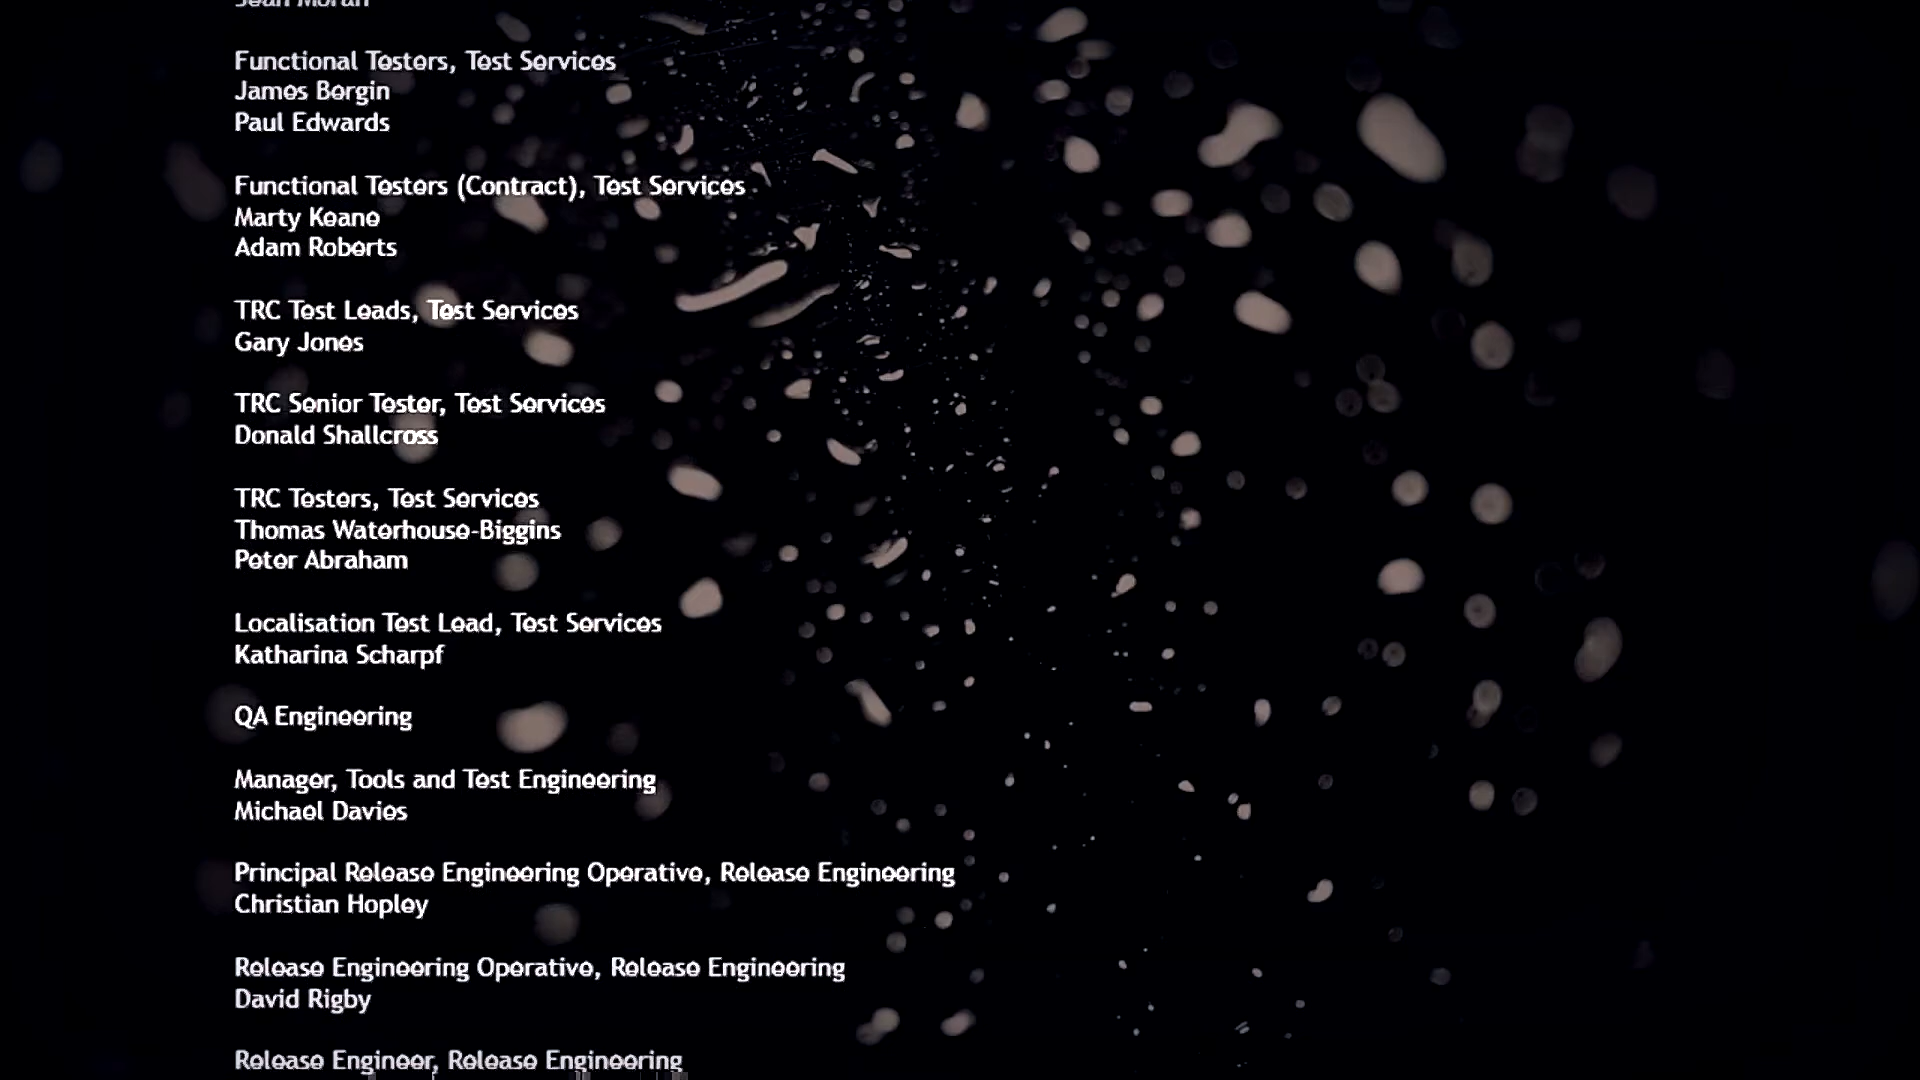 Sean Moran
Functional Testers, Test Services
James Bergin
Paul Edwards
Functional Testers (Contract), Test Services
Marty Keane
Adam Roberts
TRC Test Leads, Test Services
Gary Jones
TRC Senior Tester, Test Services
Donald Shallcross
TRC Testers, Test Services
Thomas Waterhouse-Biggins
Peter Abraham
Localisation Test Lead, Test Services
Katharina Scharpf
QA Engineering
Manager, Tools and Test Engineering
Michael Davies
Principal Release Engineering Operative, Release Engineering
Christian Hopley
Release Engineering Operative, Release Engineering
David Rigby
Release Engineer, Release Engineering